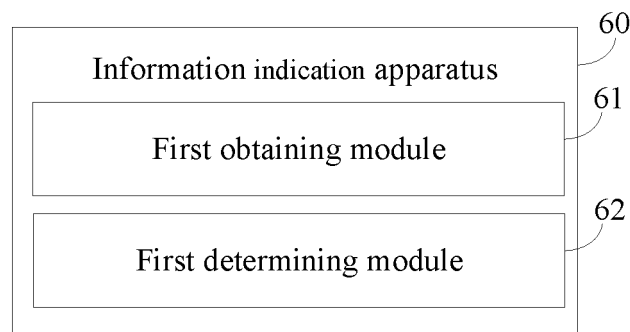 60
Information indication apparatus
61
First obtaining module
62
First determining module